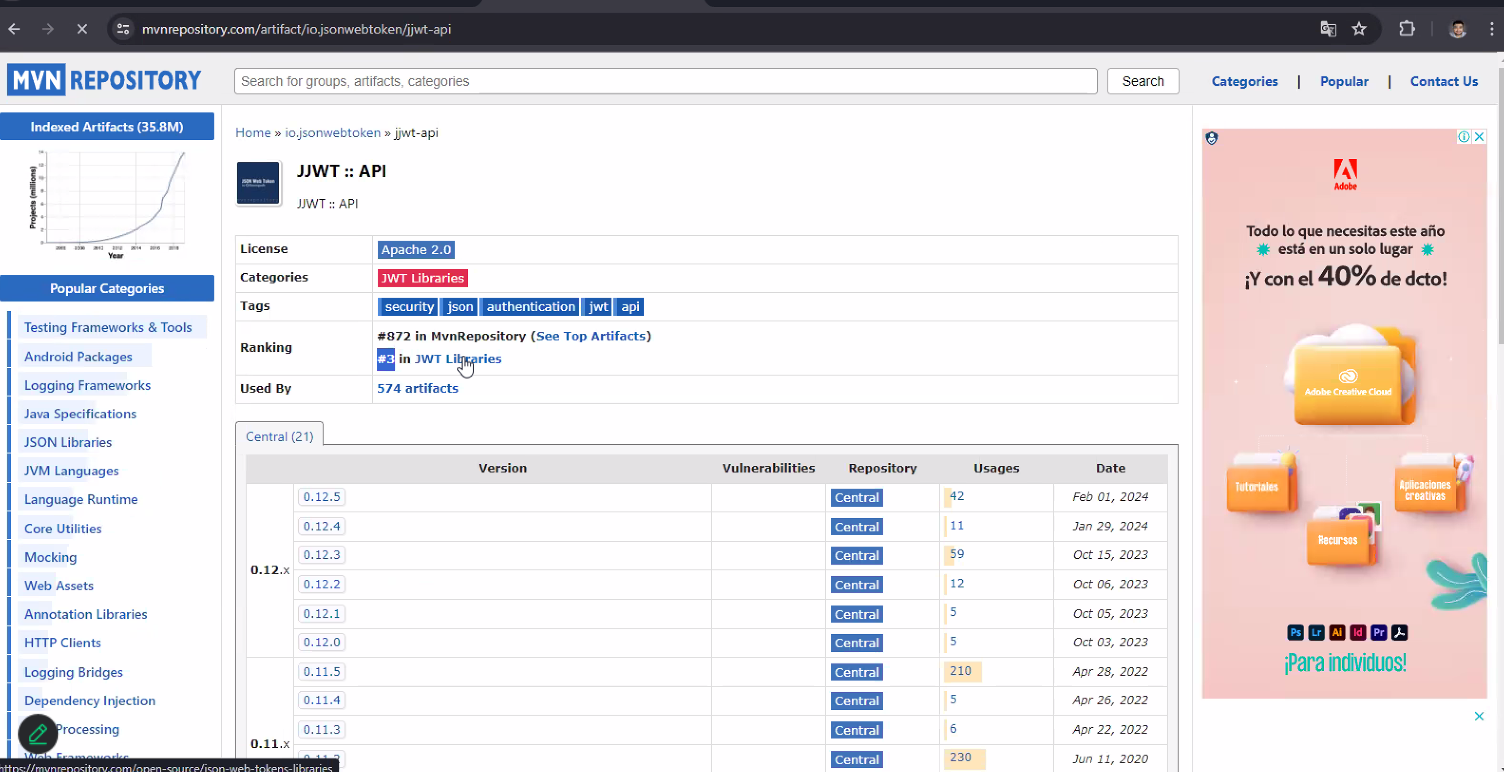 mvnrepository.com/artifact/io.jsonwebtoken/jjwt-api
MVN REPOSITORY
Search for groups, artifacts, categories
Search
Categories | Popular | Contact Us
Indexed Artifacts (35.8M)
Projects (millions)
Year
Popular Categories
Testing Frameworks & Tools
Android Packages
Logging Frameworks
Java Specifications
JSON Libraries
JVM Languages
Language Runtime
Core Utilities
Mocking
Web Assets
Annotation Libraries
HTTP Clients
Logging Bridges
Dependency Injection
Processing
Web Frameworks
https://mvnrepository.com/open-source/json-web-tokens-libraries
Home » io.jsonwebtoken » jjwt-api
JSON Web Token
JJWT :: API
JJWT :: API
License Apache 2.0
Categories JWT Libraries
Tags security json authentication jwt api
Ranking #872 in MvnRepository (See Top Artifacts)
#3 in JWT Libraries
Used By 574 artifacts
Central (21)
Version Vulnerabilities Repository Usages Date
0.12.x
0.12.5 Central 42 Feb 01, 2024
0.12.4 Central 11 Jan 29, 2024
0.12.3 Central 59 Oct 15, 2023
0.12.2 Central 12 Oct 06, 2023
0.12.1 Central 5 Oct 05, 2023
0.12.0 Central 5 Oct 03, 2023
0.11.x
0.11.5 Central 210 Apr 28, 2022
0.11.4 Central 5 Apr 26, 2022
0.11.3 Central 6 Apr 22, 2022
0.11.2 Central 230 Jun 11, 2020
Adobe
Todo lo que necesitas este año
está en un solo lugar
¡Y con el 40% de dcto!
Adobe Creative Cloud
Tutoriales
Aplicaciones
creativas
Recursos
Ps Lr Ai Id Pr
¡Para individuos!